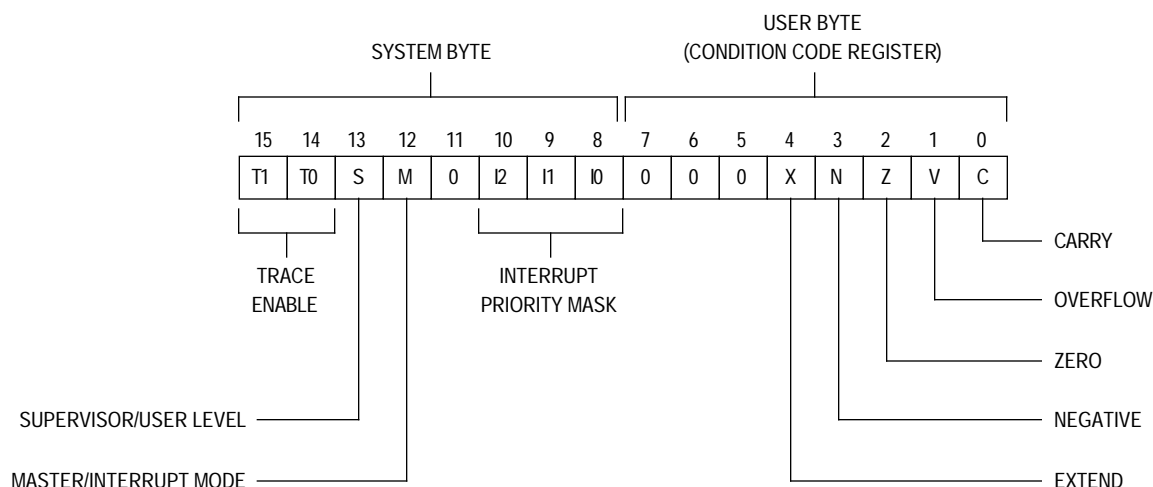 USER BYTE
SYSTEM BYTE (CONDITION CODE REGISTER)
15 14 13 12 11 10 9 8 7 6 5 4 3 2 1 0
T1 T0 S M 0 I2 I1 I0 0 0 0 X N Z V C
CARRY
TRACE INTERRUPT
ENABLE PRIORITY MASK OVERFLOW
ZERO
SUPERVISOR/USER LEVEL NEGATIVE
MASTER/INTERRUPT MODE EXTEND